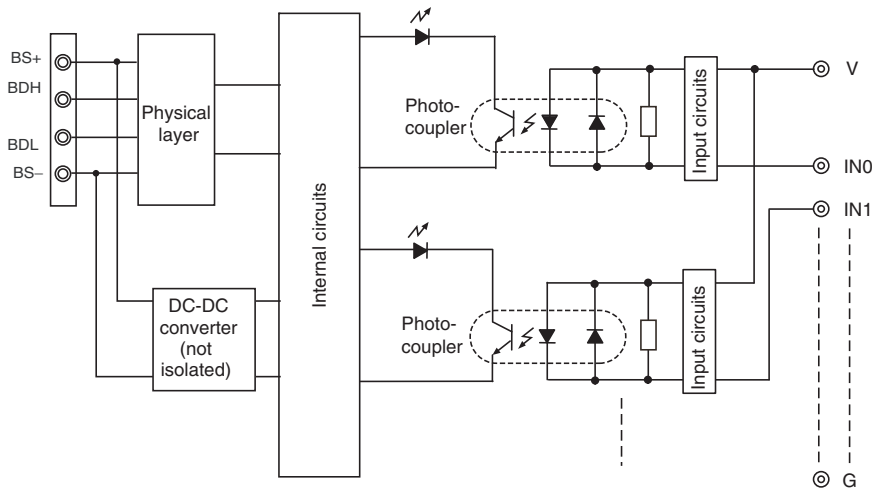 BS+
BDH
BDL
BS–
Physical
layer
DC-DC
converter
(not
isolated)
Internal circuits
Photo-
coupler
Input circuits
V
IN0
IN1
Photo-
coupler
Input circuits
G